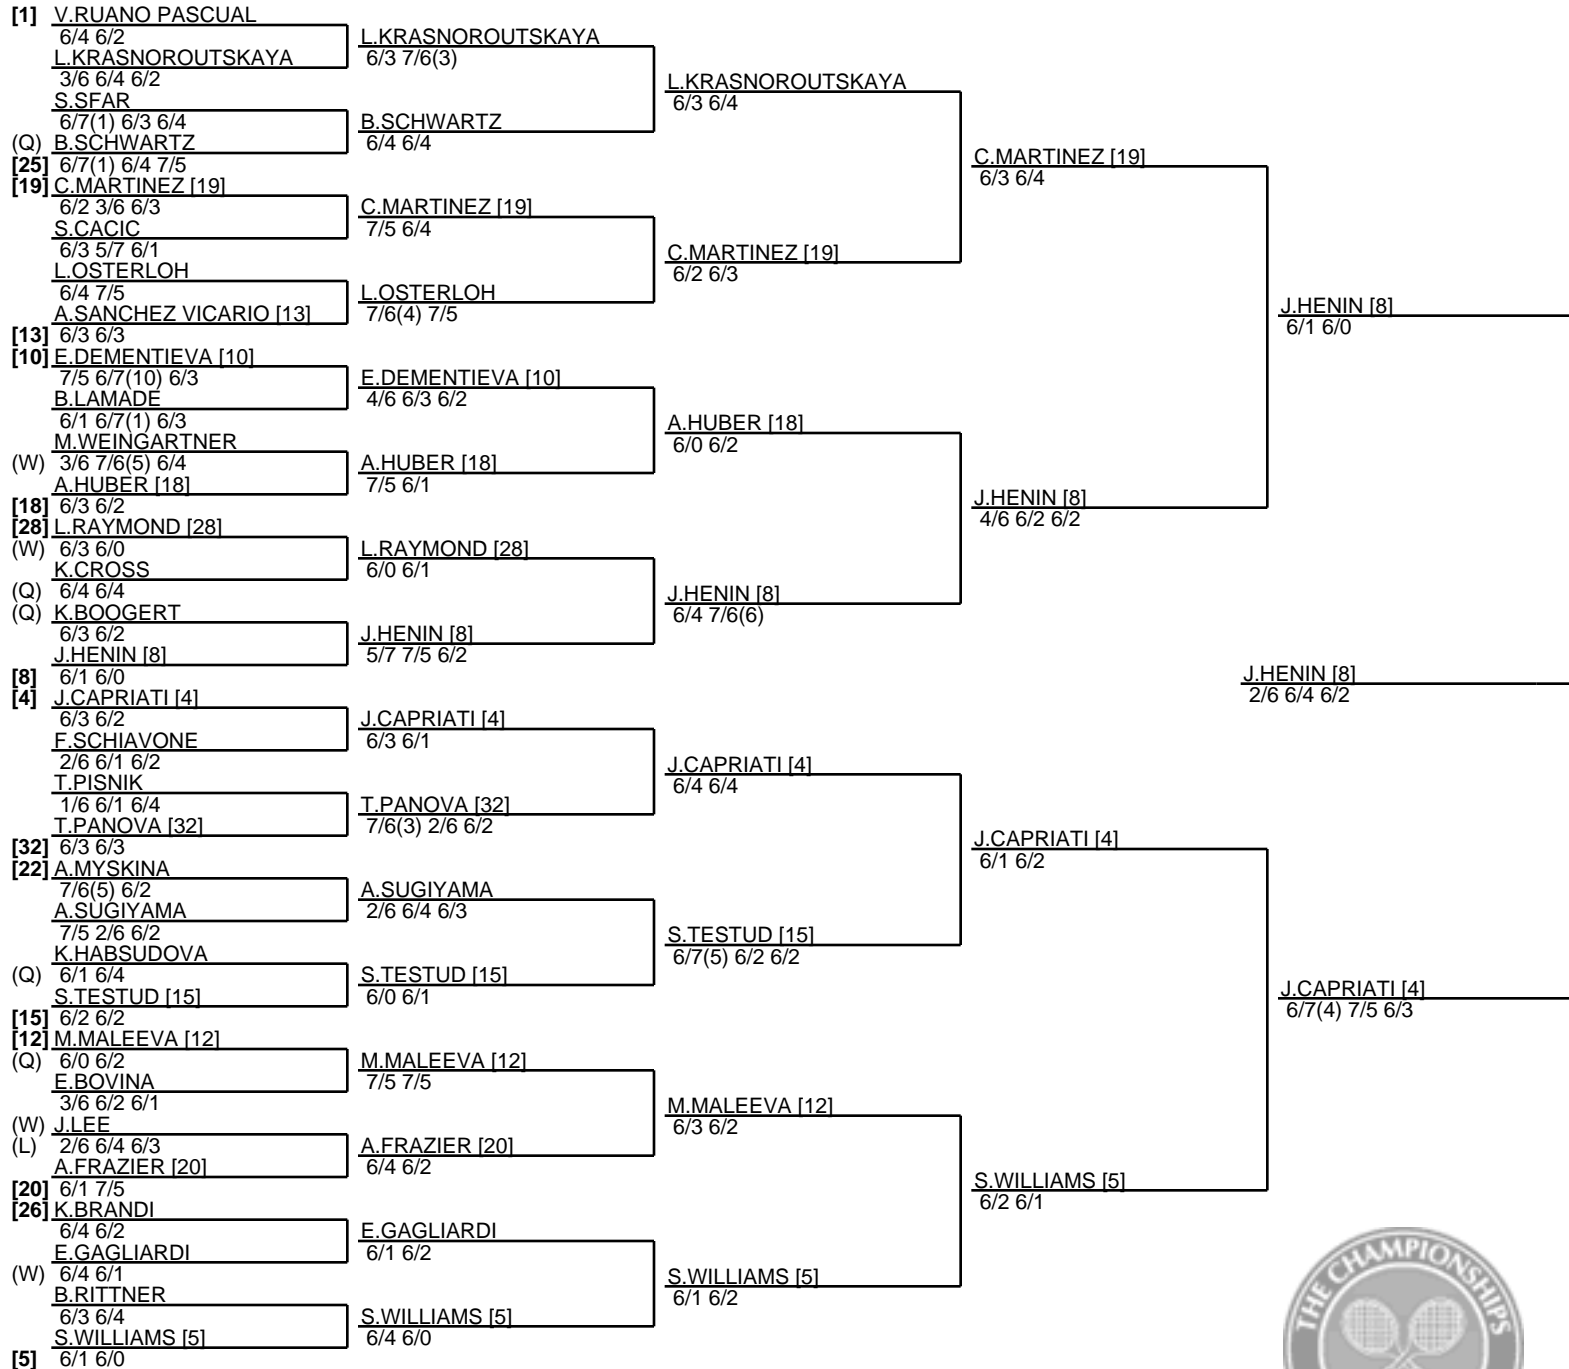 [1] V.RUANO PASCUAL
6/4 6/2
L.KRASNOROUTSKAYA
3/6 6/4 6/2
S.SFAR
6/7(1) 6/3 6/4
(Q) B.SCHWARTZ
[25] 6/7(1) 6/4 7/5
[19] C.MARTINEZ [19]
6/2 3/6 6/3
S.CACIC
6/3 5/7 6/1
L.OSTERLOH
6/4 7/5
A.SANCHEZ VICARIO [13]
[13] 6/3 6/3
[10] E.DEMENTIEVA [10]
7/5 6/7(10) 6/3
B.LAMADE
6/1 6/7(1) 6/3
M.WEINGARTNER
(W) 3/6 7/6(5) 6/4
A.HUBER [18]
[18] 6/3 6/2
[28] L.RAYMOND [28]
(W) 6/3 6/0
K.CROSS
(Q) 6/4 6/4
(Q) K.BOOGERT
6/3 6/2
J.HENIN [8]
[8] 6/1 6/0
[4] J.CAPRIATI [4]
6/3 6/2
F.SCHIAVONE
2/6 6/1 6/2
T.PISNIK
1/6 6/1 6/4
T.PANOVA [32]
[32] 6/3 6/3
[22] A.MYSKINA
7/6(5) 6/2
A.SUGIYAMA
7/5 2/6 6/2
K.HABSUDOVA
(Q) 6/1 6/4
S.TESTUD [15]
[15] 6/2 6/2
[12] M.MALEEVA [12]
(Q) 6/0 6/2
E.BOVINA
3/6 6/2 6/1
(W) J.LEE
(L) 2/6 6/4 6/3
A.FRAZIER [20]
[20] 6/1 7/5
[26] K.BRANDI
6/4 6/2
E.GAGLIARDI
(W) 6/4 6/1
B.RITTNER
6/3 6/4
S.WILLIAMS [5]
[5] 6/1 6/0
L.KRASNOROUTSKAYA
6/3 7/6(3)
B.SCHWARTZ
6/4 6/4
C.MARTINEZ [19]
7/5 6/4
L.OSTERLOH
7/6(4) 7/5
E.DEMENTIEVA [10]
4/6 6/3 6/2
A.HUBER [18]
7/5 6/1
L.RAYMOND [28]
6/0 6/1
J.HENIN [8]
5/7 7/5 6/2
J.CAPRIATI [4]
6/3 6/1
T.PANOVA [32]
7/6(3) 2/6 6/2
A.SUGIYAMA
2/6 6/4 6/3
S.TESTUD [15]
6/0 6/1
M.MALEEVA [12]
7/5 7/5
A.FRAZIER [20]
6/4 6/2
E.GAGLIARDI
6/1 6/2
S.WILLIAMS [5]
6/4 6/0
L.KRASNOROUTSKAYA
6/3 6/4
C.MARTINEZ [19]
6/2 6/3
A.HUBER [18]
6/0 6/2
J.HENIN [8]
6/4 7/6(6)
J.CAPRIATI [4]
6/4 6/4
S.TESTUD [15]
6/7(5) 6/2 6/2
M.MALEEVA [12]
6/3 6/2
S.WILLIAMS [5]
6/1 6/2
C.MARTINEZ [19]
6/3 6/4
J.HENIN [8]
4/6 6/2 6/2
J.CAPRIATI [4]
6/1 6/2
S.WILLIAMS [5]
6/2 6/1
J.HENIN [8]
6/1 6/0
J.CAPRIATI [4]
6/7(4) 7/5 6/3
J.HENIN [8]
2/6 6/4 6/2
THE CHAMPIONSHIPS